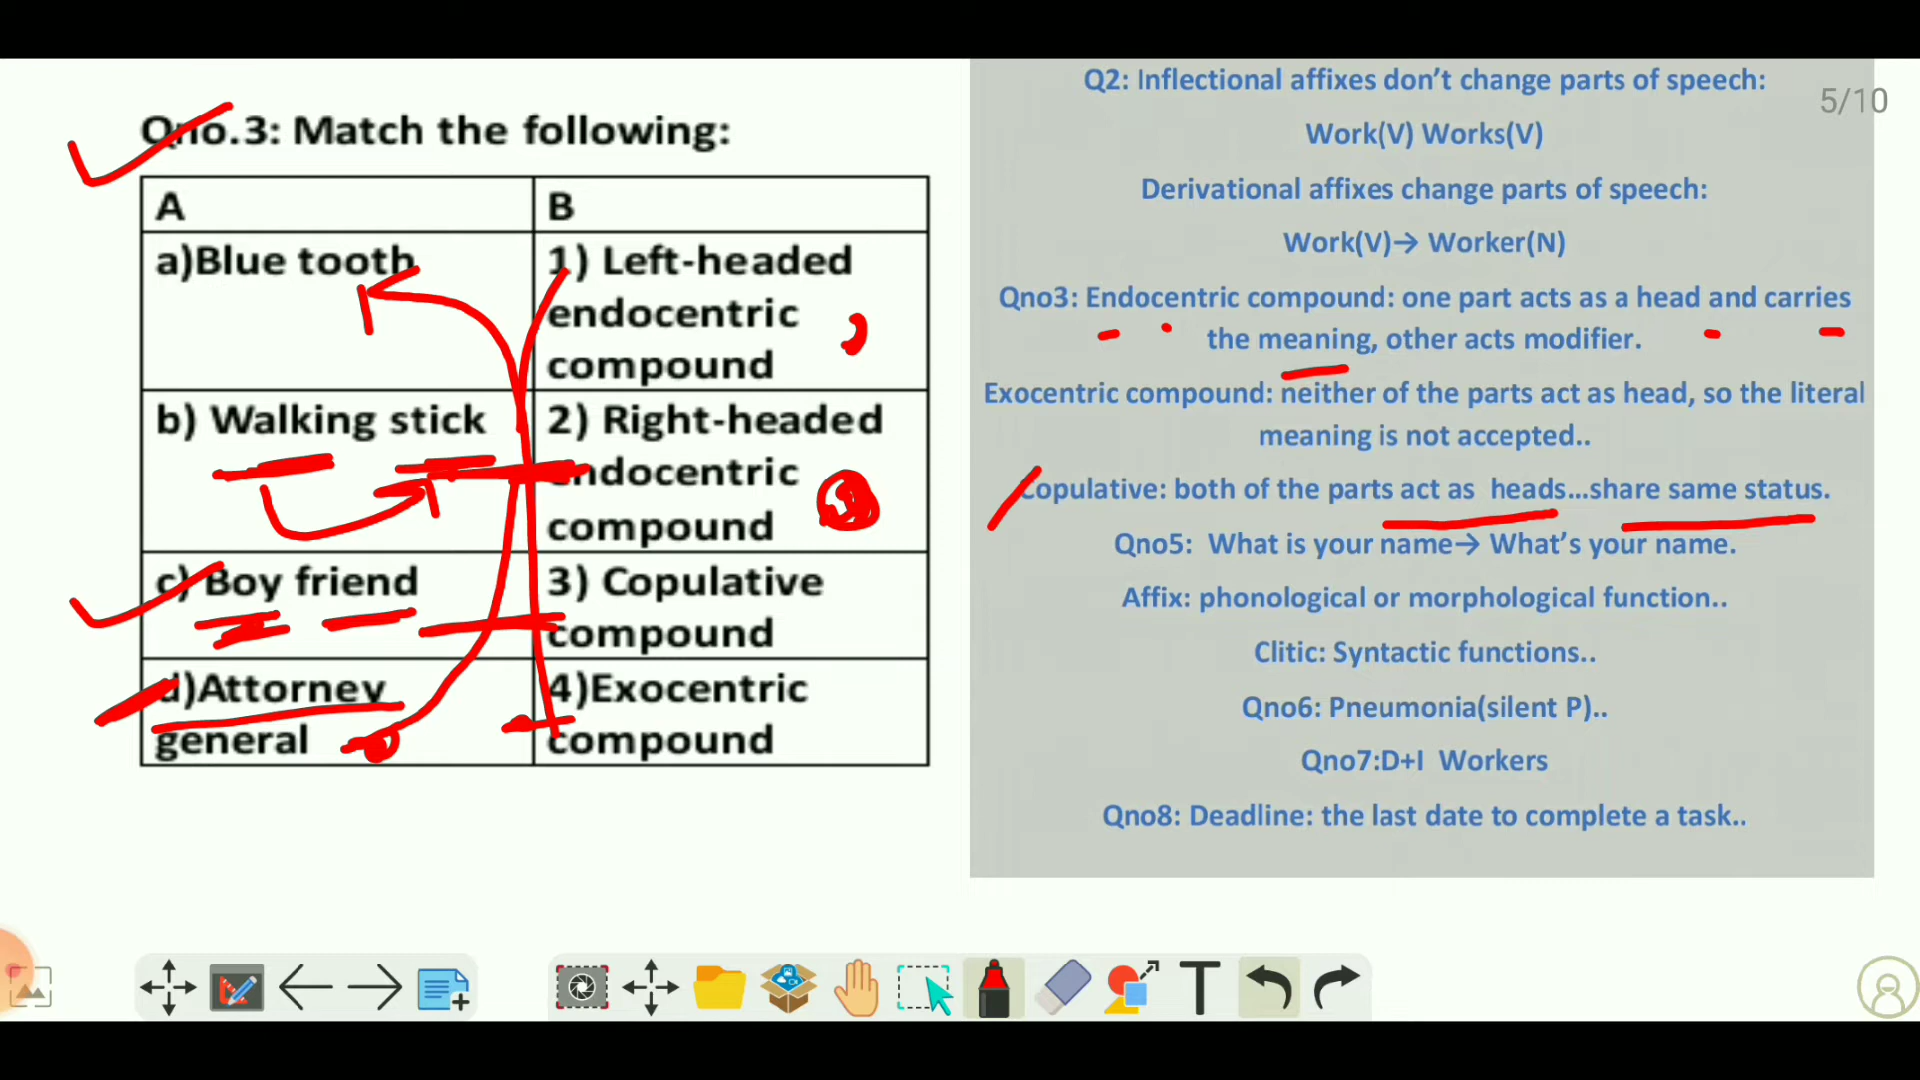 Qno.3: Match the following:
A
B
a)Blue tooth
1) Left-headed
endocentric
compound
b) Walking stick
2) Right-headed
endocentric
compound
c) Boy friend
3) Copulative
compound
d)Attorney
general
4)Exocentric
compound
Q2: Inflectional affixes don't change parts of speech:
5/10
Work(V) Works(V)
Derivational affixes change parts of speech:
Work(V)→ Worker(N)
Qno3: Endocentric compound: one part acts as a head and carries
the meaning, other acts modifier.
Exocentric compound: neither of the parts act as head, so the literal
meaning is not accepted..
Copulative: both of the parts act as heads...share same status.
Qno5: What is your name→ What's your name.
Affix: phonological or morphological function..
Clitic: Syntactic functions..
Qno6: Pneumonia(silent P)..
Qno7:D+I Workers
Qno8: Deadline: the last date to complete a task..